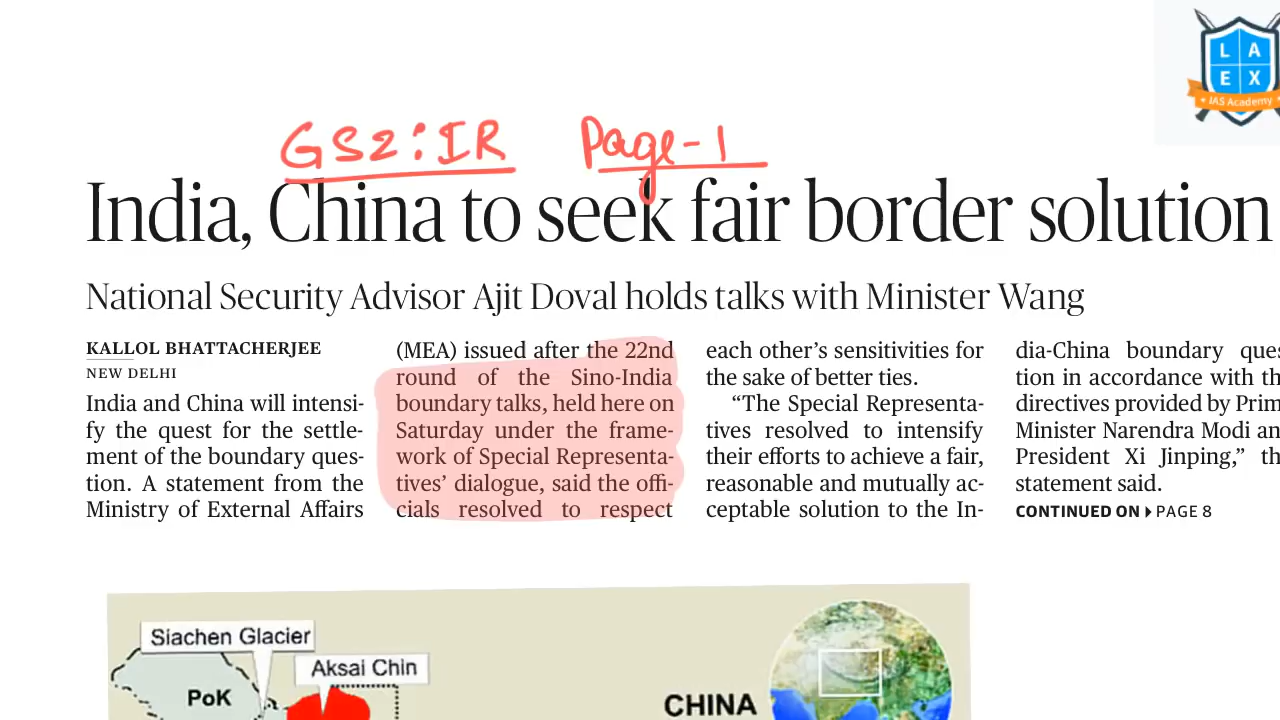 L A
E X
IAS Academy
GS2: IR Page-1
India, China to seek fair border solution
National Security Advisor Ajit Doval holds talks with Minister Wang
KALLOL BHATTACHERJEE
NEW DELHI
India and China will intensi-
fy the quest for the settle-
ment of the boundary ques-
tion. A statement from the
Ministry of External Affairs
(MEA) issued after the 22nd
round of the Sino-India
boundary talks, held here on
Saturday under the frame-
work of Special Representa-
tives’ dialogue, said the offi-
cials resolved to respect
each other’s sensitivities for
the sake of better ties.
“The Special Representa-
tives resolved to intensify
their efforts to achieve a fair,
reasonable and mutually ac-
ceptable solution to the In-
dia-China boundary ques
tion in accordance with th
directives provided by Prim
Minister Narendra Modi an
President Xi Jinping,” th
statement said.
CONTINUED ON PAGE 8
Siachen Glacier
Aksai Chin
PoK
CHINA